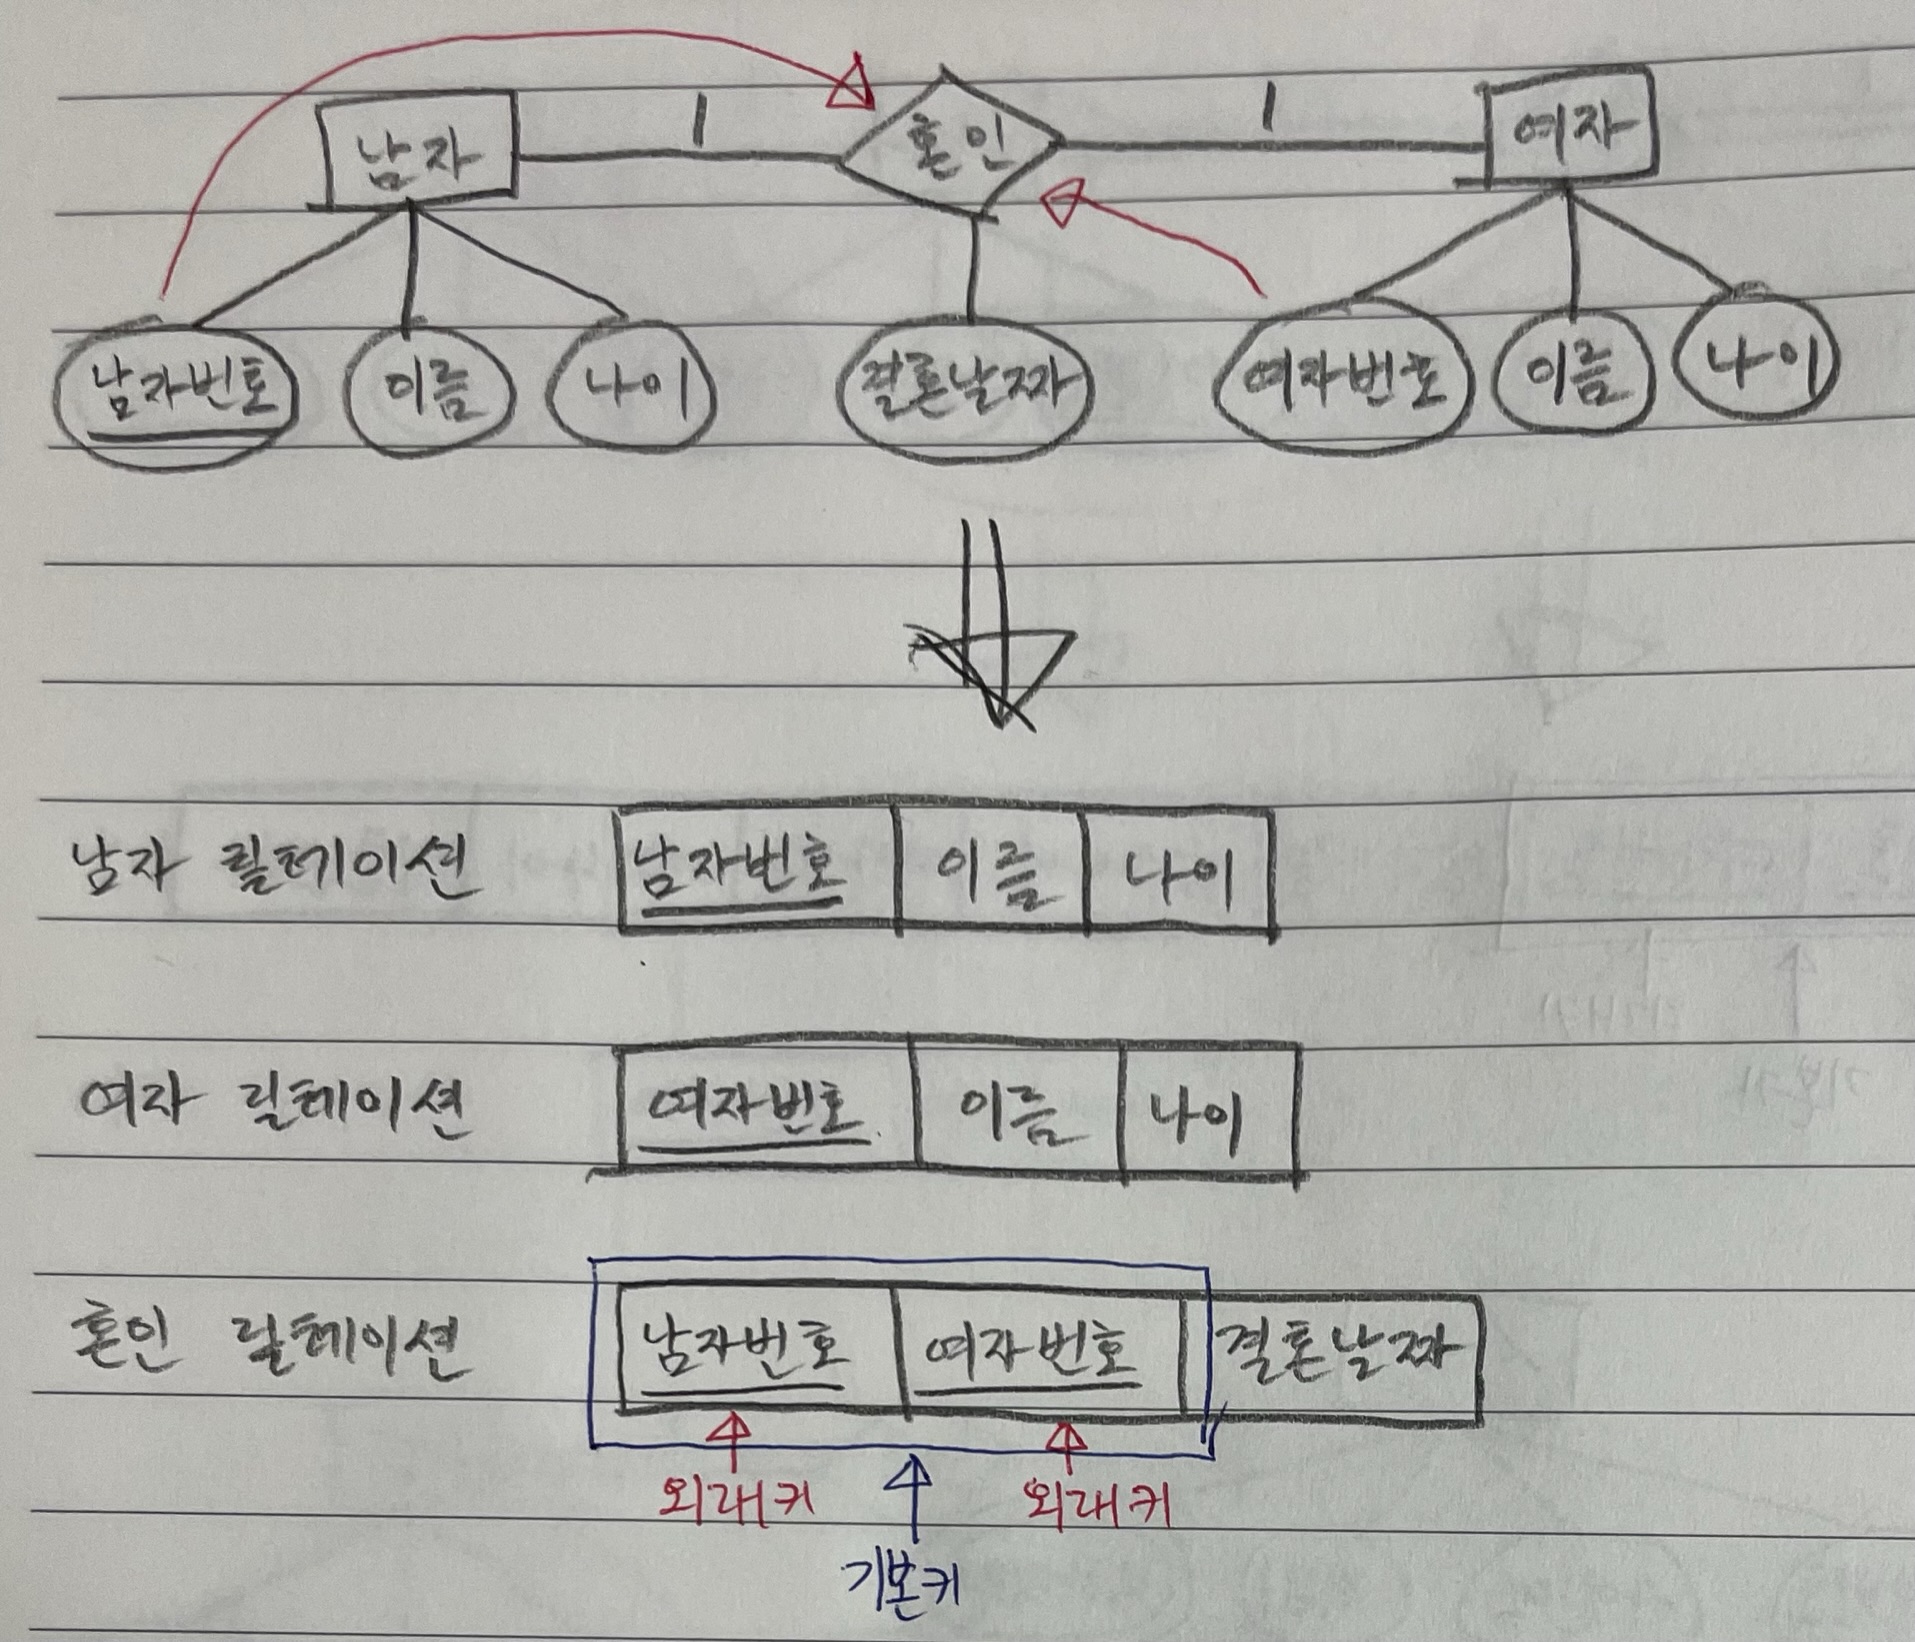 남자 1 혼인 1 여자
남자번호 이름 나이 결혼날짜 여자번호 이름 나이
남자 릴레이션 남자번호 이름 나이
여자 릴레이션 여자번호 이름 나이
혼인 릴레이션 남자번호 여자번호 결혼날짜
외래키 외래키
기본키